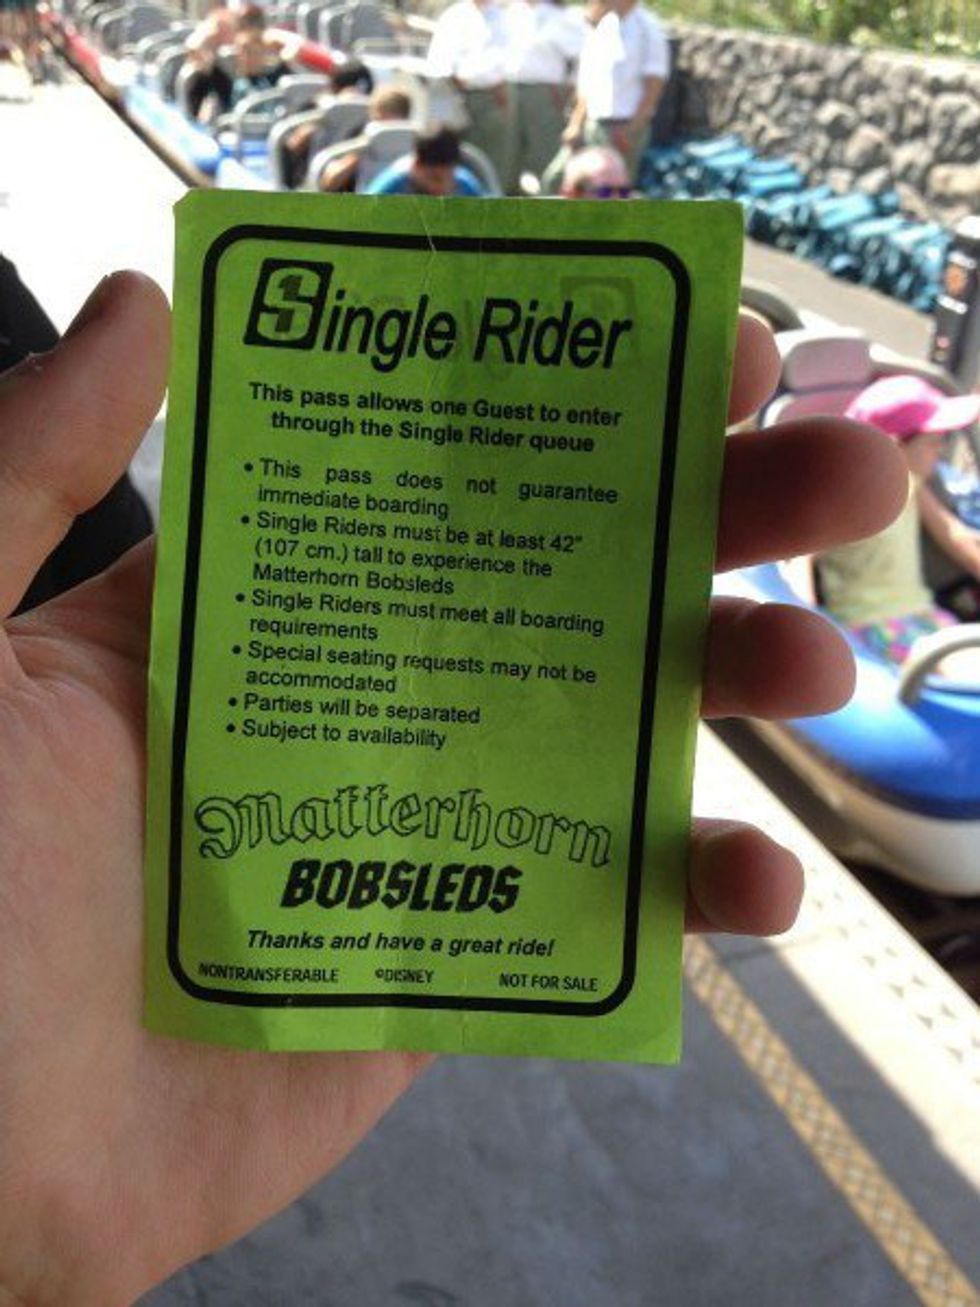 Single Rider
This pass allows one Guest to enter
through the Single Rider queue
• This pass does not guarantee
immediate boarding
• Single Riders must be at least 42"
(107 cm.) tall to experience the
Matterhorn Bobsleds
• Single Riders must meet all boarding
requirements
• Special seating requests may not be
accommodated
• Parties will be separated
• Subject to availability
Matterhorn
BOBSLEDS
Thanks and have a great ride!
NONTRANSFERABLE ©DISNEY NOT FOR SALE